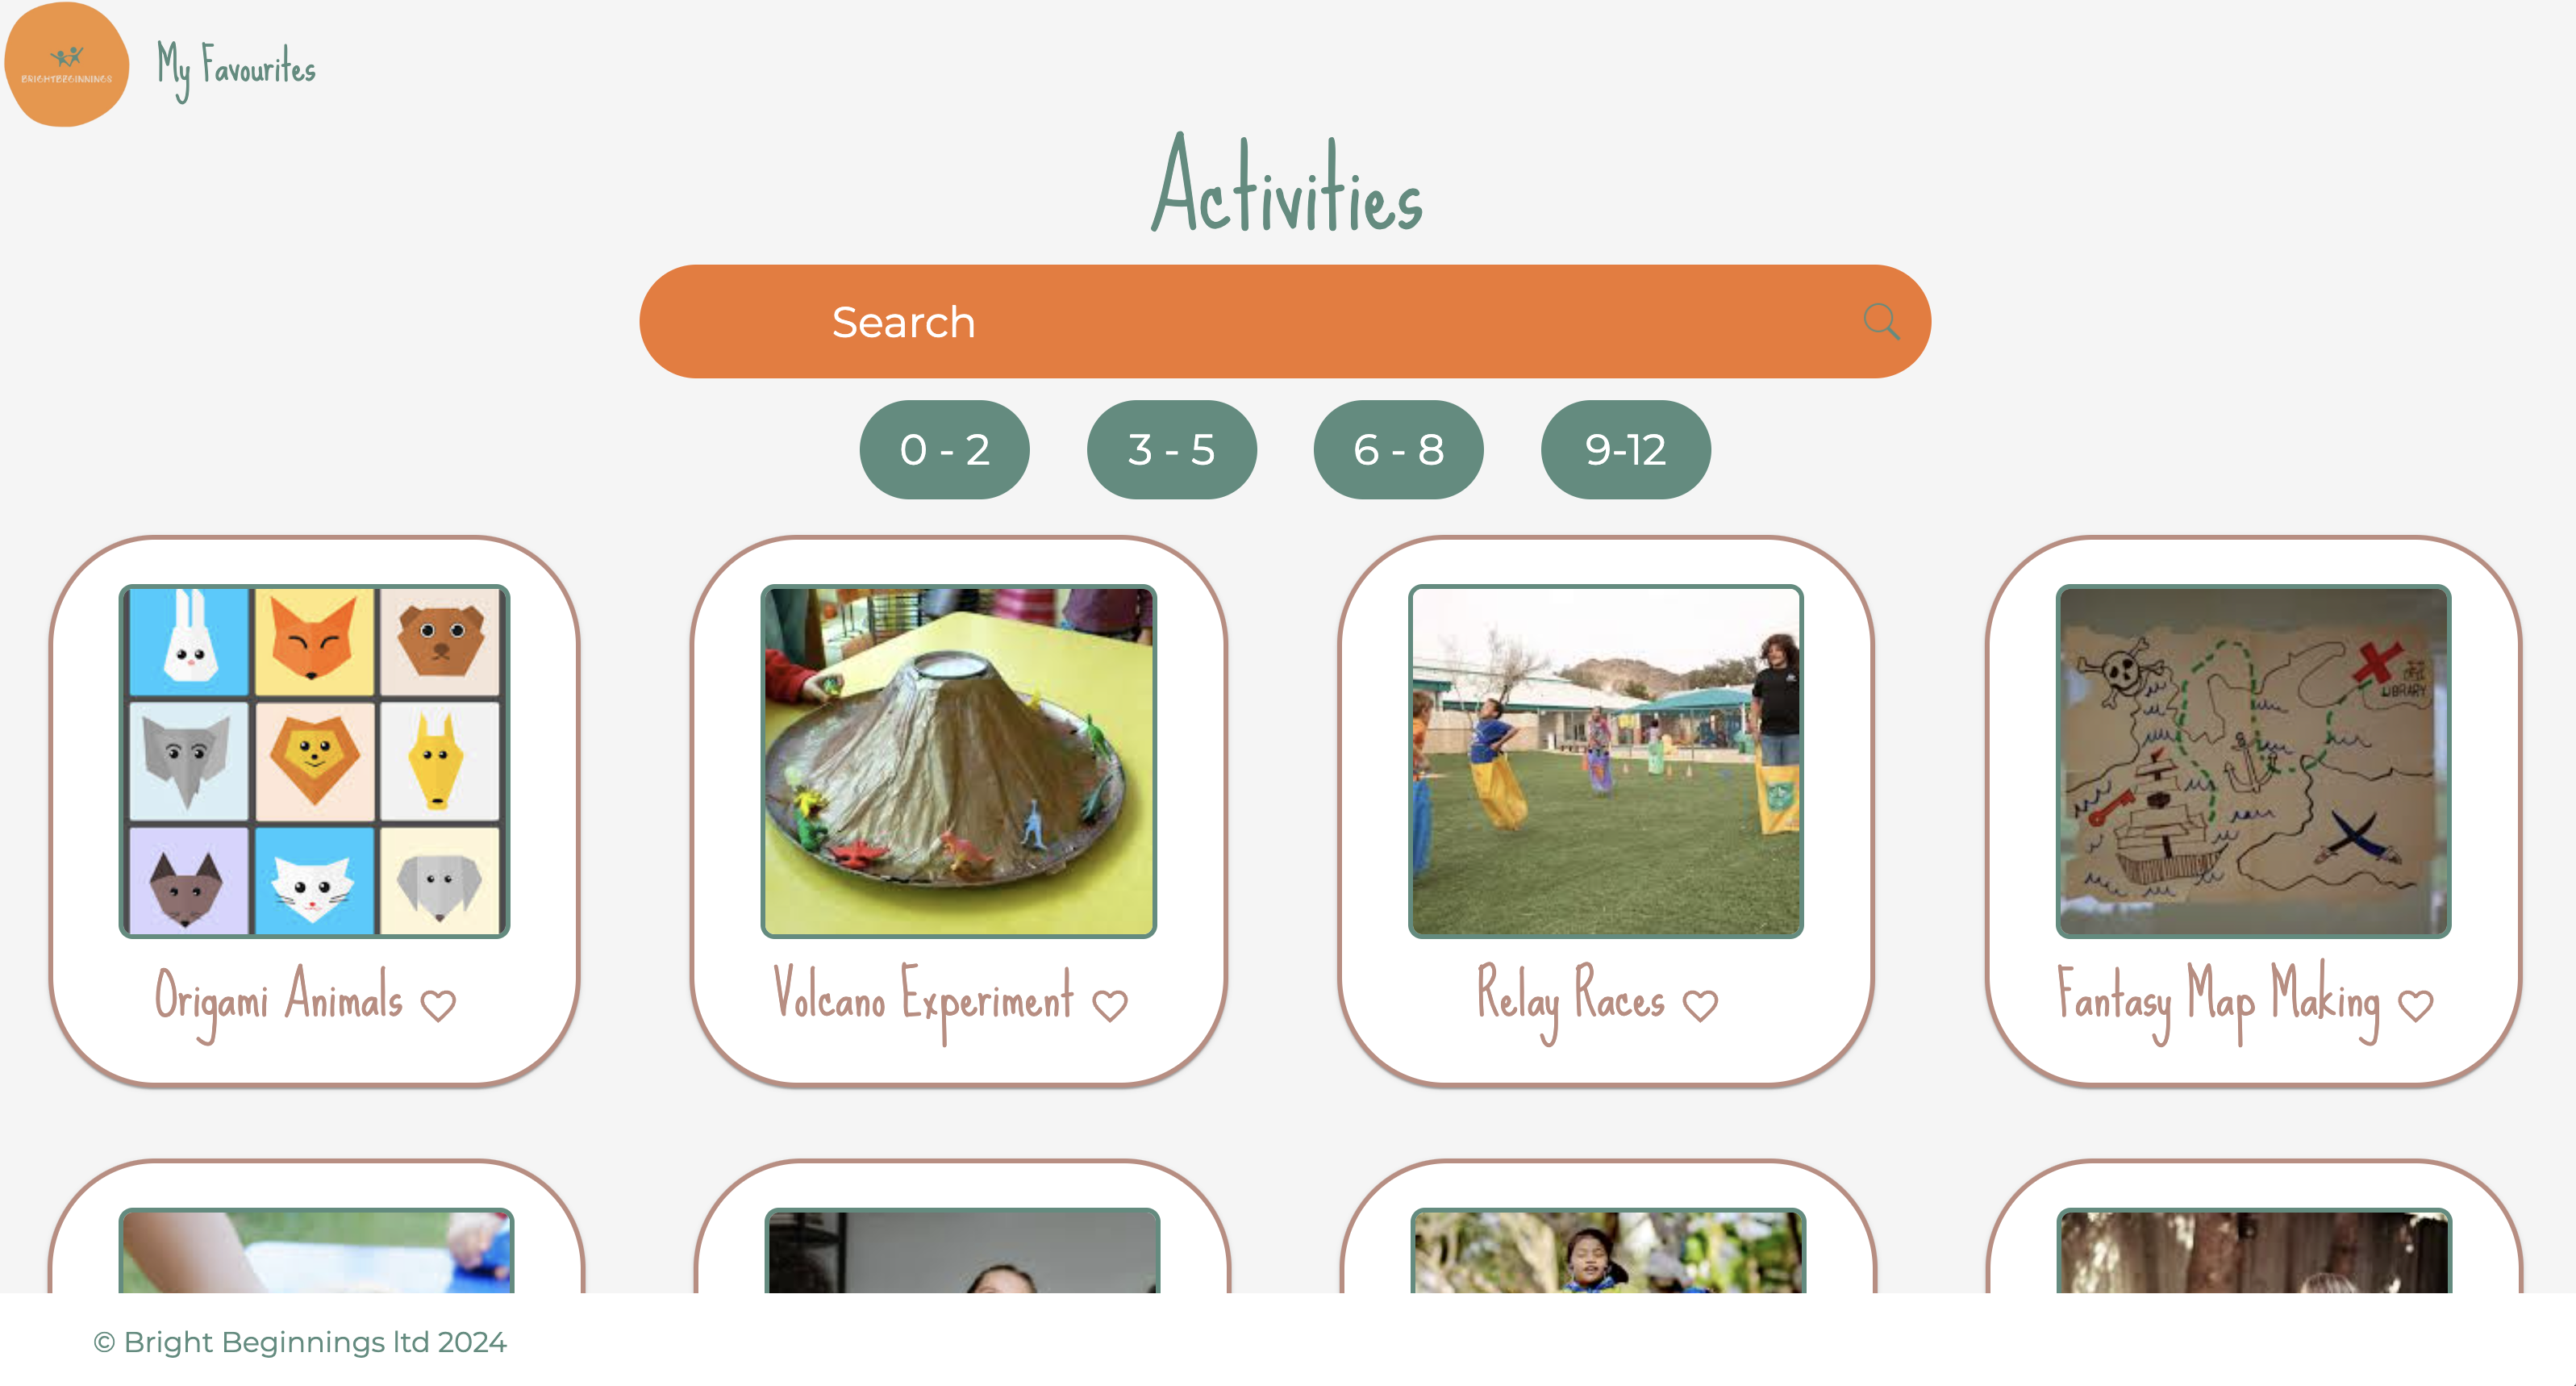 BRIGHTBEGINNINGS
My Favourites
Activities
Search
0 - 2
3 - 5
6 - 8
9-12
LIBRARY
Origami Animals
Volcano Experiment
Relay Races
Fantasy Map Making
© Bright Beginnings ltd 2024